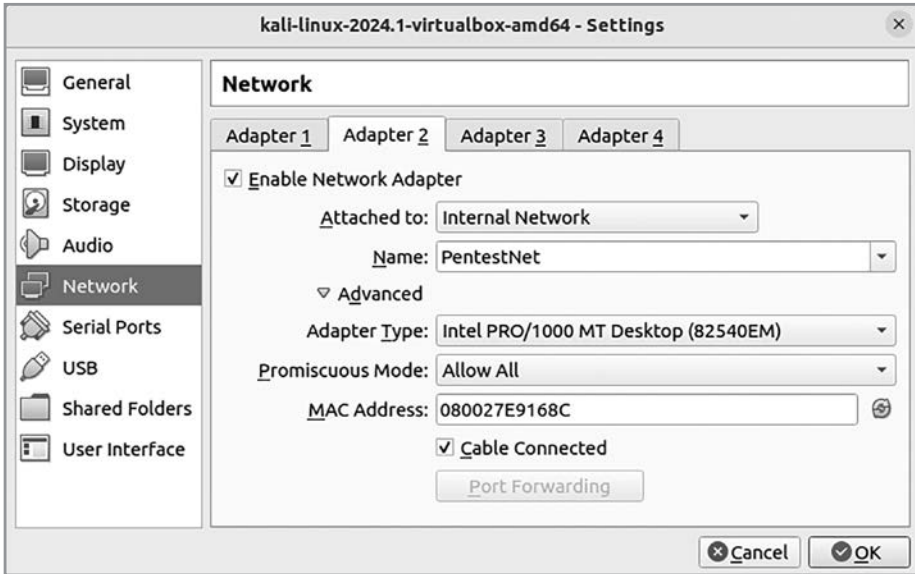 kali-linux-2024.1-virtualbox-amd64 - Settings
General
System
Display
Storage
Audio
Network
Serial Ports
USB
Shared Folders
User Interface
Network
Adapter 1 Adapter 2 Adapter 3 Adapter 4
Enable Network Adapter
Attached to: Internal Network
Name: PentestNet
Advanced
Adapter Type: Intel PRO/1000 MT Desktop (82540EM)
Promiscuous Mode: Allow All
MAC Address: 080027E9168C
Cable Connected
Port Forwarding
Cancel OK